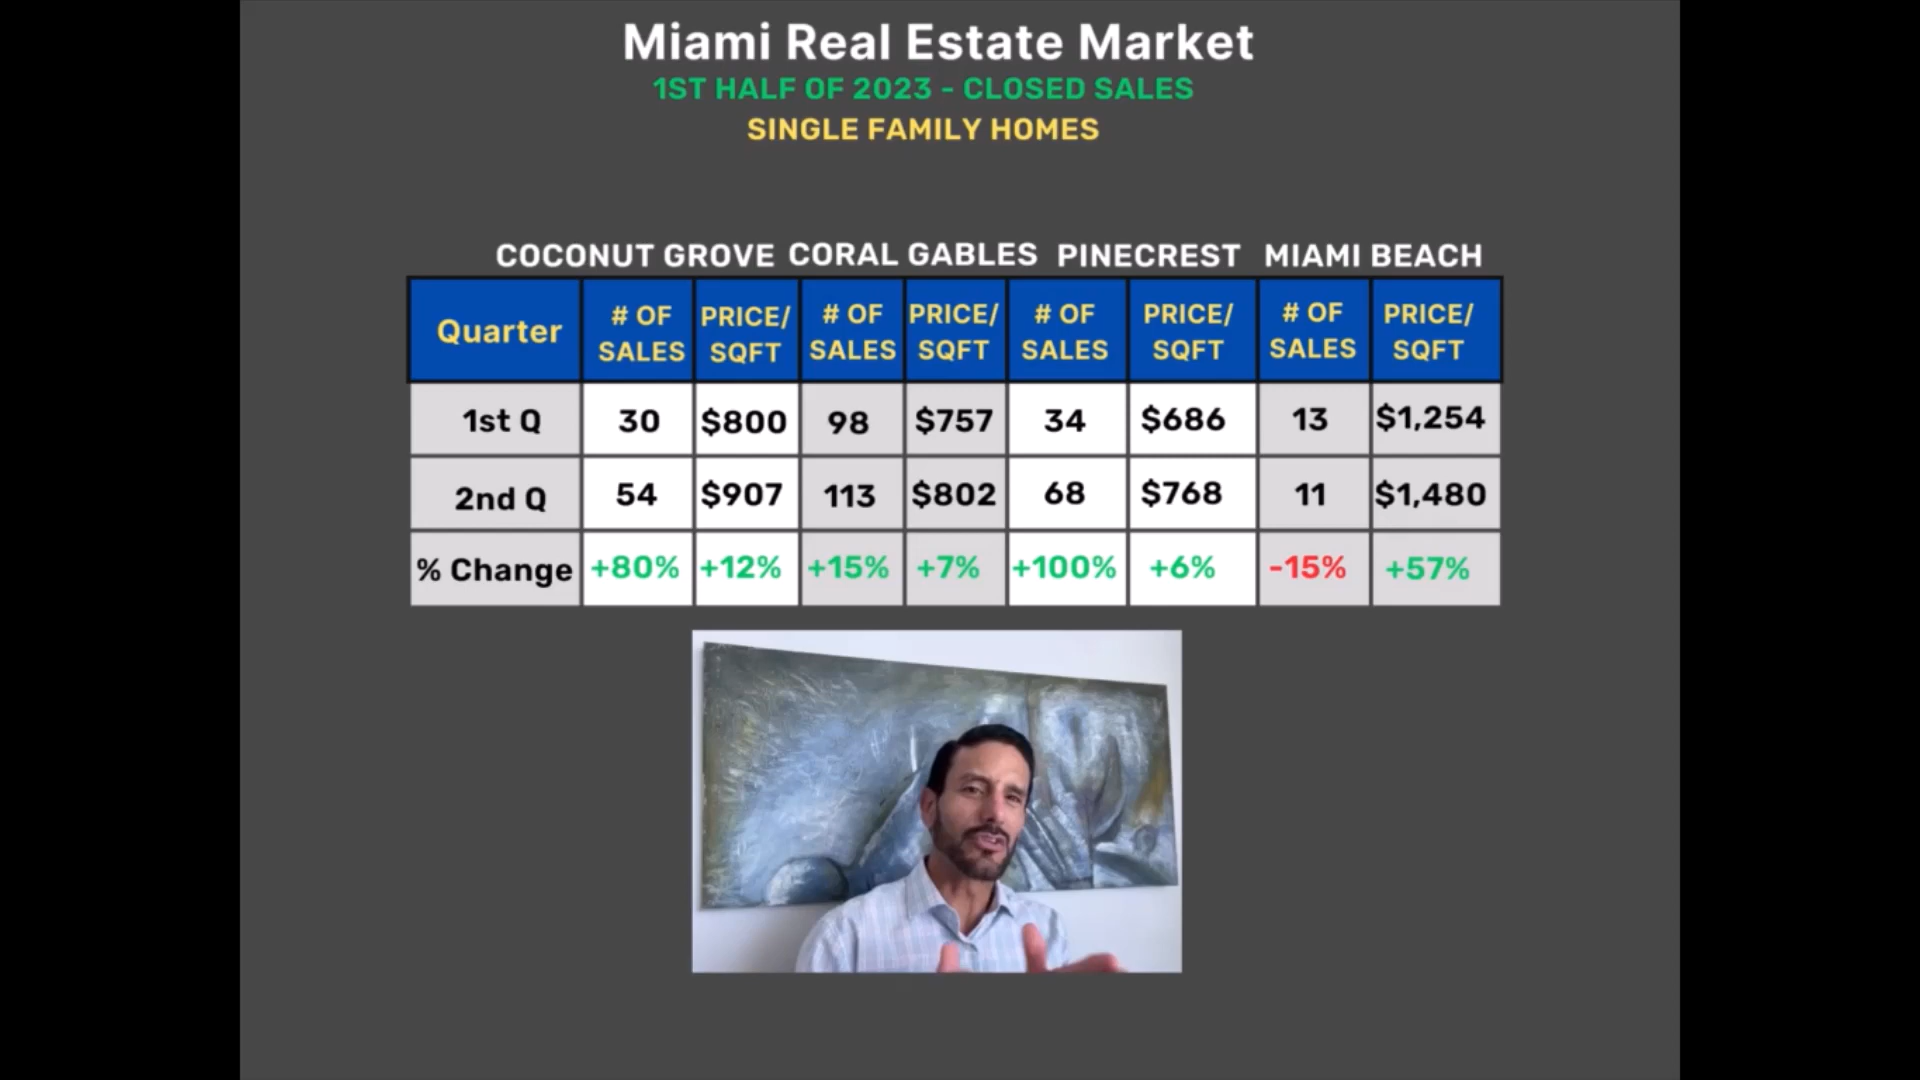 Miami Real Estate Market
1ST HALF OF 2023 - CLOSED SALES
SINGLE FAMILY HOMES
COCONUT GROVE CORAL GABLES PINECREST MIAMI BEACH
Quarter
# OF SALES PRICE/ SQFT # OF SALES PRICE/ SQFT # OF SALES PRICE/ SQFT # OF SALES PRICE/ SQFT
1st Q 30 $800 98 $757 34 $686 13 $1,254
2nd Q 54 $907 113 $802 68 $768 11 $1,480
% Change +80% +12% +15% +7% +100% +6% -15% +57%